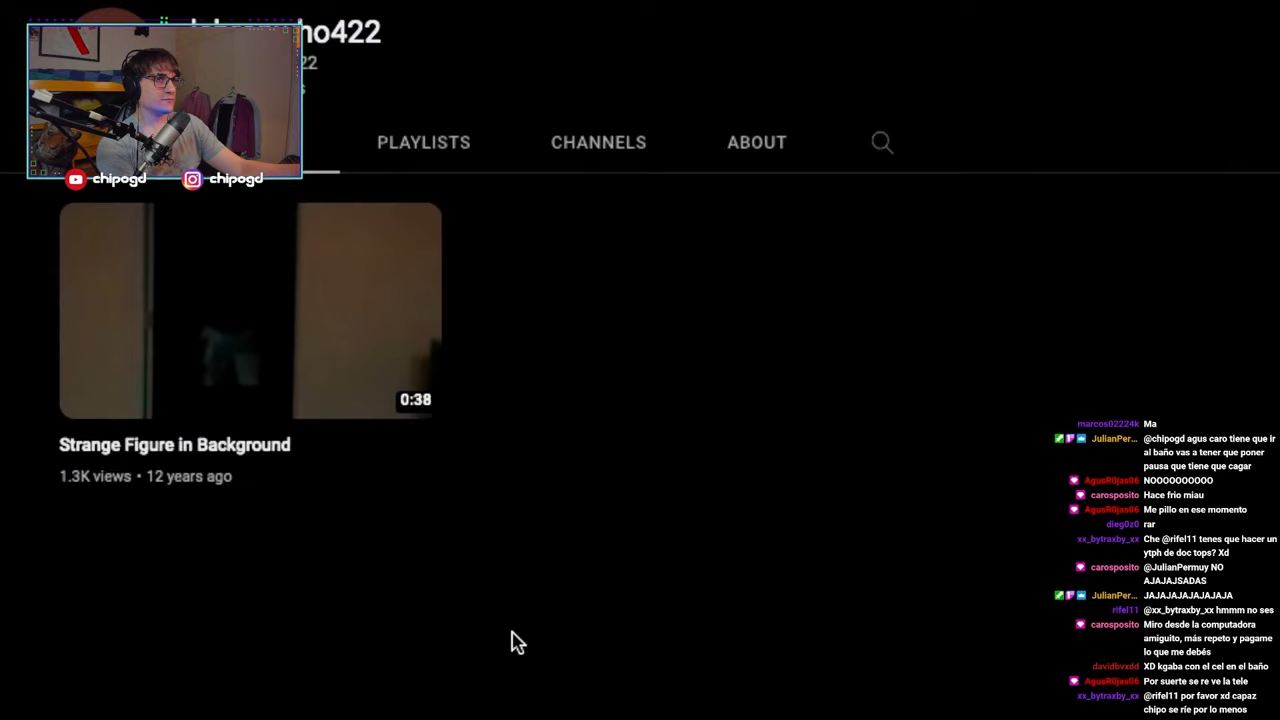 ho422
22
s
PLAYLISTS
CHANNELS
ABOUT
chipogd
chipogd
0:38
Strange Figure in Background
1.3K views • 12 years ago
marcos02224k Ma
JulianPer... @chipogd agus caro tiene que ir
al baño vas a tener que poner
pausa que tiene que cagar
AgusR0jas06 NOOOOOOOOO
carosposito Hace frio miau
AgusR0jas06 Me pillo en ese momento
dieg0z0 rar
xx_bytraxby_xx Che @rifel11 tenes que hacer un
ytph de doc tops? Xd
carosposito @JulianPermuy NO
AJAJAJSADAS
JulianPer... JAJAJAJAJAJAJAJA
rifel11 @xx_bytraxby_xx hmmm no ses
carosposito Miro desde la computadora
amiguito, más repeto y pagame
lo que me debés
davidbvxdd XD kgaba con el cel en el baño
AgusR0jas06 Por suerte se re ve la tele
xx_bytraxby_xx @rifel11 por favor xd capaz
chipo se ríe por lo menos